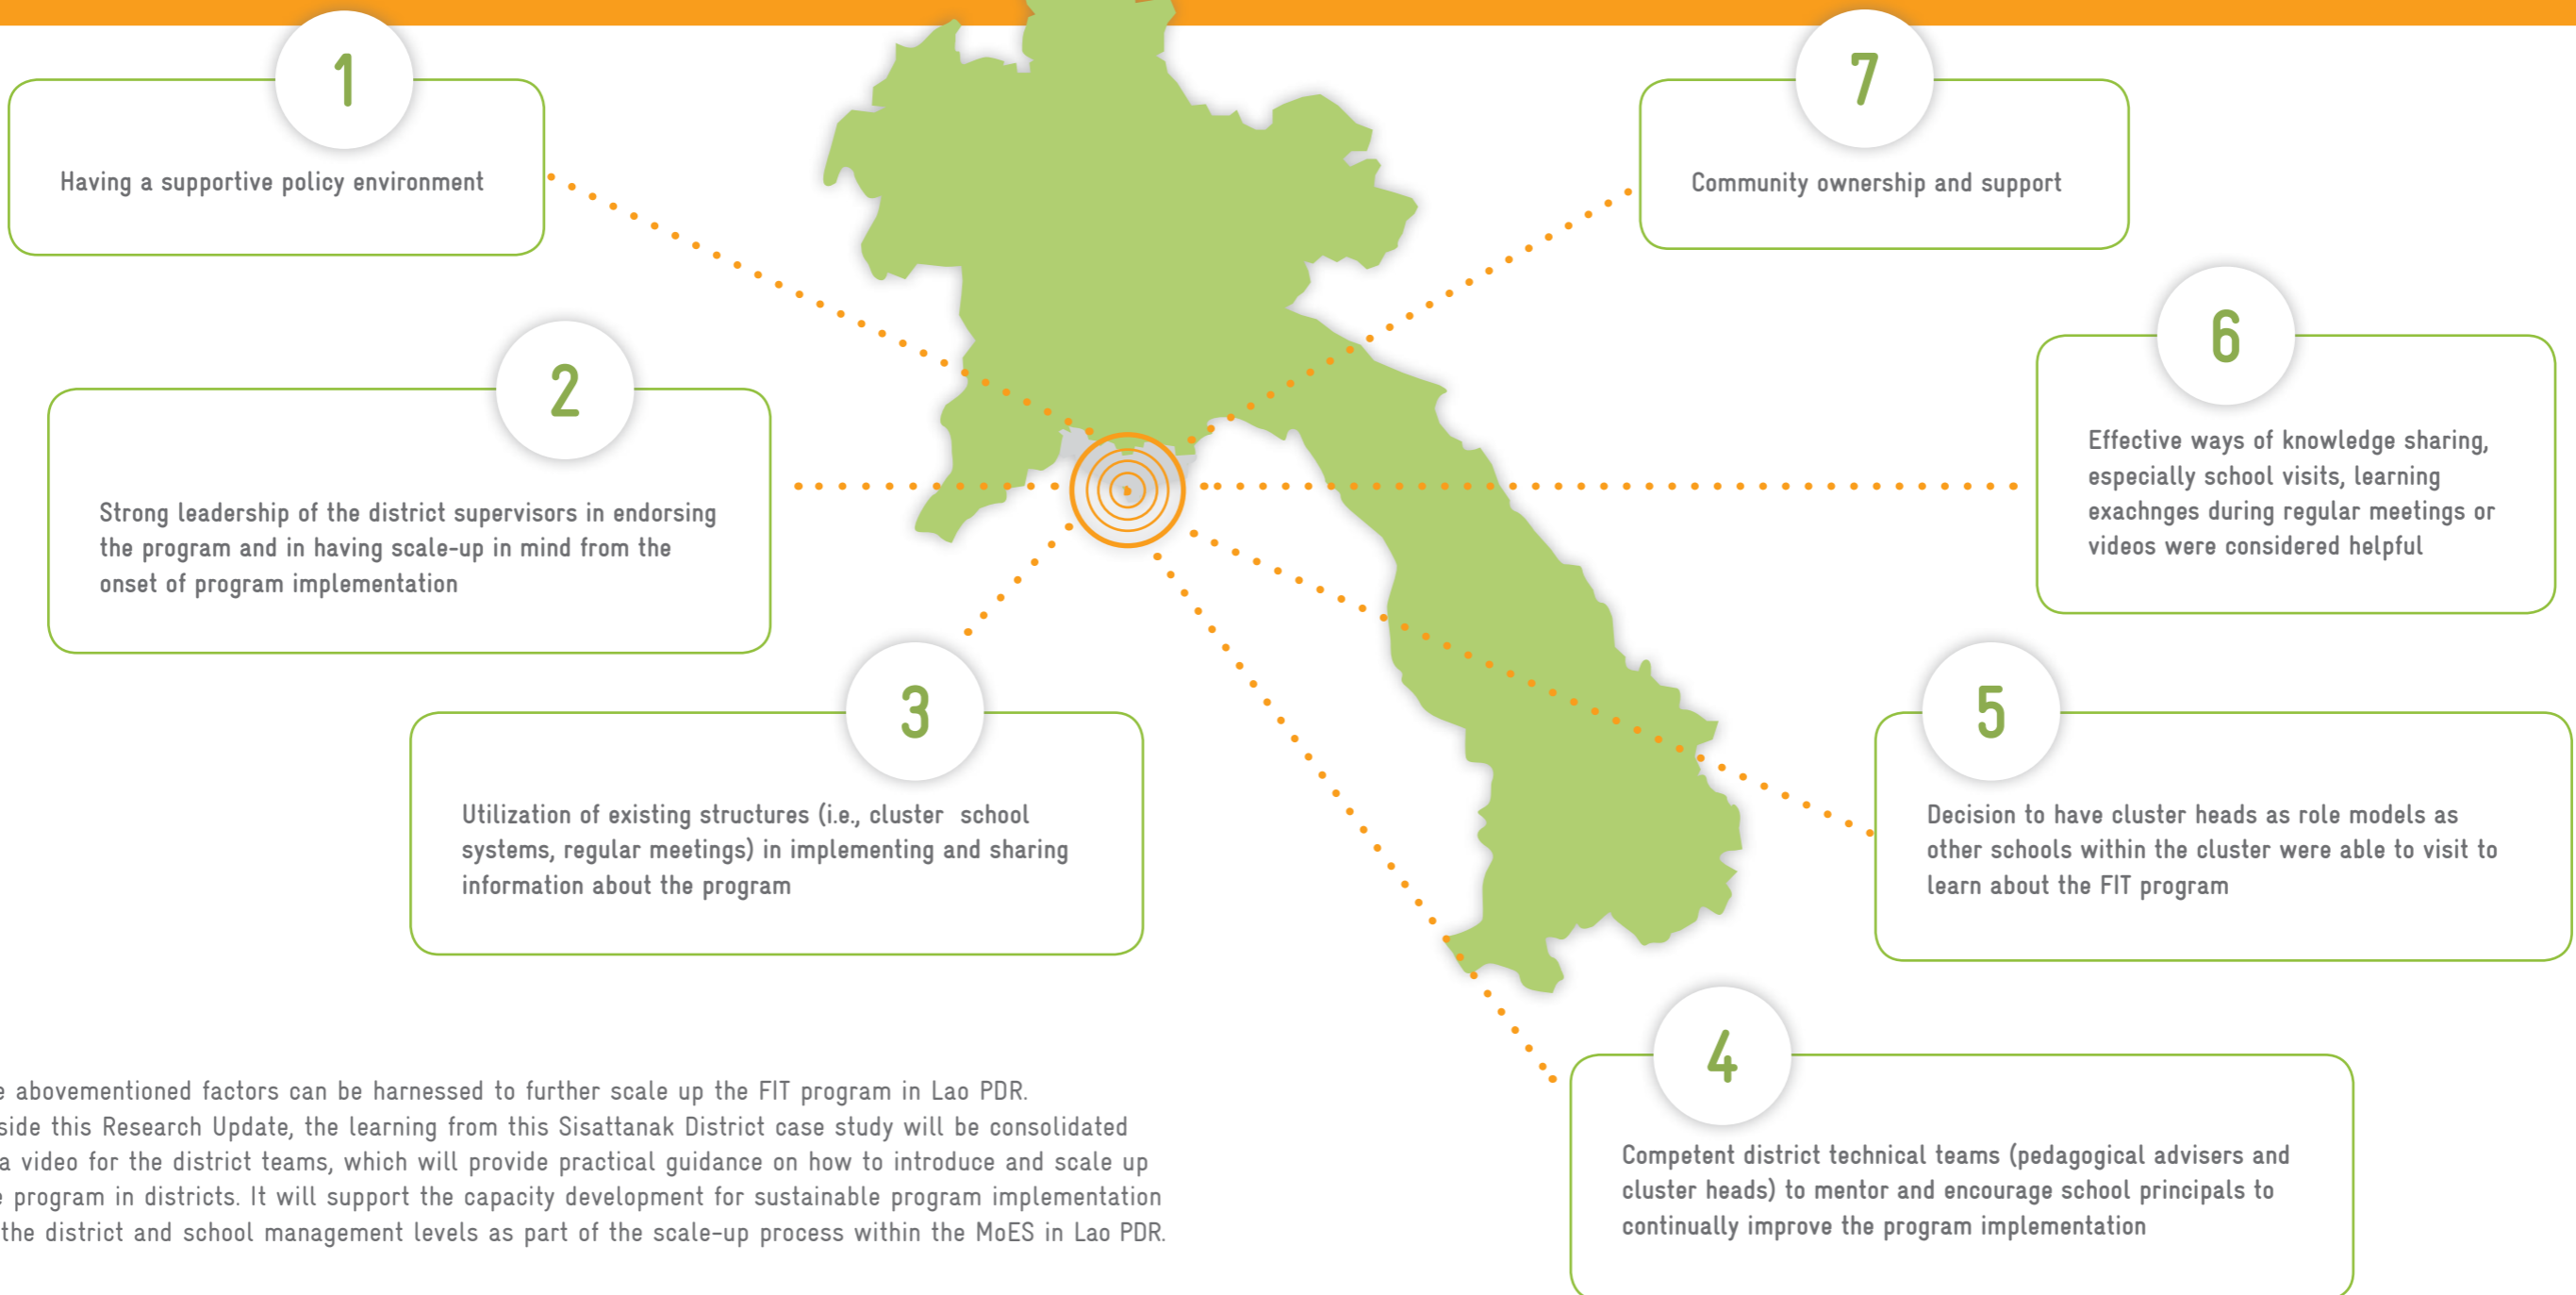 1
Having a supportive policy environment
2
Strong leadership of the district supervisors in endorsing
the program and in having scale-up in mind from the
onset of program implementation
3
Utilization of existing structures (i.e., cluster school
systems, regular meetings) in implementing and sharing
information about the program
4
Competent district technical teams (pedagogical advisers and
cluster heads) to mentor and encourage school principals to
continually improve the program implementation
5
Decision to have cluster heads as role models as
other schools within the cluster were able to visit to
learn about the FIT program
6
Effective ways of knowledge sharing,
especially school visits, learning
exachnges during regular meetings or
videos were considered helpful
7
Community ownership and support
abovementioned factors can be harnessed to further scale up the FIT program in Lao PDR.
this Research Update, the learning from this Sisattanak District case study will be consolidated
a video for the district teams, which will provide practical guidance on how to introduce and scale up
program in districts. It will support the capacity development for sustainable program implementation
the district and school management levels as part of the scale-up process within the MoES in Lao PDR.